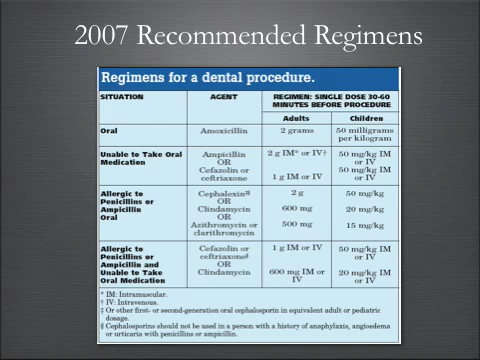 2007 Recommended Regimens
Regimens for a dental procedure.
SITUATION AGENT REGIMEN: SINGLE DOSE 30-60
MINUTES BEFORE PROCEDURE
Adults Children
Oral Amoxicillin 2 grams 50 milligrams
per kilogram
Unable to Take Oral Ampicillin 2 g IM* or IV† 50 mg/kg IM
Medication OR or IV
Cefazolin or 50 mg/kg IM
ceftriaxone 1 g IM or IV or IV
Allergic to Cephalexin‡§ 2 g 50 mg/kg
Penicillins or OR
Ampicillin Clindamycin 600 mg 20 mg/kg
Oral OR
Azithromycin or 500 mg 15 mg/kg
clarithromycin
Allergic to Cefazolin or 1 g IM or IV 50 mg/kg IM
Penicillins or ceftriaxone§ or IV
Ampicillin and OR
Unable to Take Clindamycin 600 mg IM or 20 mg/kg IM
Oral Medication IV or IV
* IM: Intramuscular.
† IV: Intravenous.
‡ Or other first- or second-generation oral cephalosporin in equivalent adult or pediatric
dosage.
§ Cephalosporins should not be used in a person with a history of anaphylaxis, angioedema
or urticaria with penicillins or ampicillin.